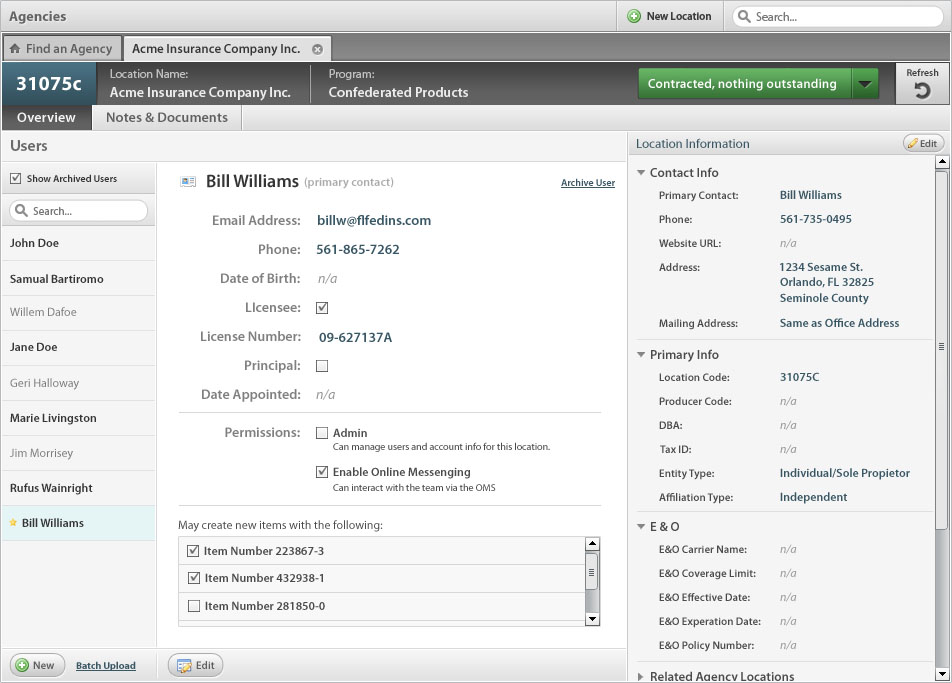 Agencies
New Location
Search...
Find an Agency
Acme Insurance Company Inc.
31075c
Location Name:
Acme Insurance Company Inc.
Program:
Confederated Products
Contracted, nothing outstanding
Refresh
Overview
Notes & Documents
Users
Show Archived Users
Search...
John Doe
Samual Bartiromo
Willem Dafoe
Jane Doe
Geri Halloway
Marie Livingston
Jim Morrisey
Rufus Wainright
Bill Williams
New
Batch Upload
Bill Williams (primary contact)
Archive User
Email Address: billw@flfedins.com
Phone: 561-865-7262
Date of Birth: n/a
LIcensee:
License Number: 09-627137A
Principal:
Date Appointed: n/a
Permissions: Admin
Can manage users and account info for this location.
Enable Online Messenging
Can interact with the team via the OMS
May create new items with the following:
Item Number 223867-3
Item Number 432938-1
Item Number 281850-0
Edit
Location Information
Edit
Contact Info
Primary Contact: Bill Williams
Phone: 561-735-0495
Website URL: n/a
Address: 1234 Sesame St.
Orlando, FL 32825
Seminole County
Mailing Address: Same as Office Address
Primary Info
Location Code: 31075C
Producer Code: n/a
DBA: n/a
Tax ID: n/a
Entity Type: Individual/Sole Propietor
Affiliation Type: Independent
E & O
E&O Carrier Name: n/a
E&O Coverage Limit: n/a
E&O Effective Date: n/a
E&O Experation Date: n/a
E&O Policy Number: n/a
Related Agency Locations